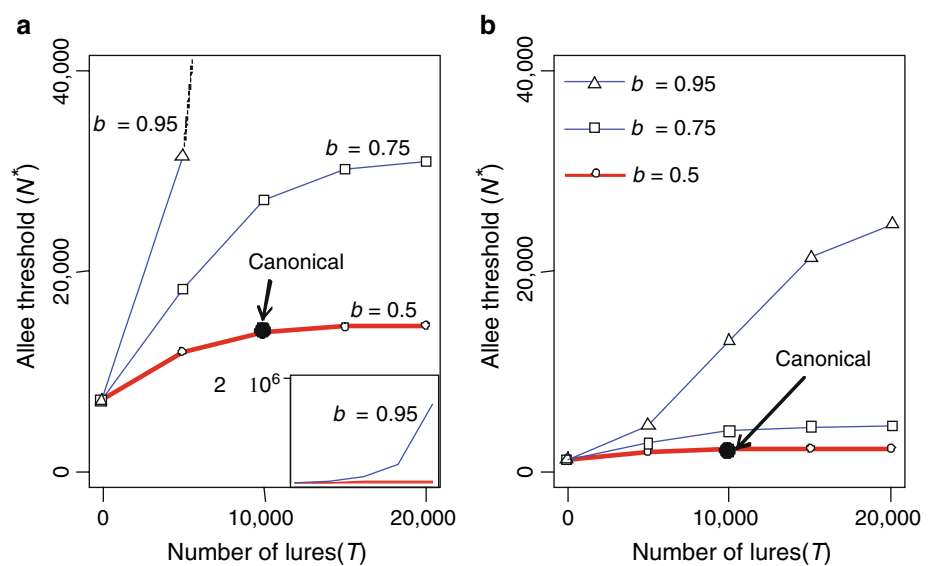 a
Allee threshold (N*)
40,000
20,000
0
b = 0.95
b = 0.75
Canonical
b = 0.5
2 10⁶
b = 0.95
0 10,000 20,000
Number of lures(T)
b
Allee threshold (N*)
40,000
20,000
0
b = 0.95
b = 0.75
b = 0.5
Canonical
0 10,000 20,000
Number of lures(T)